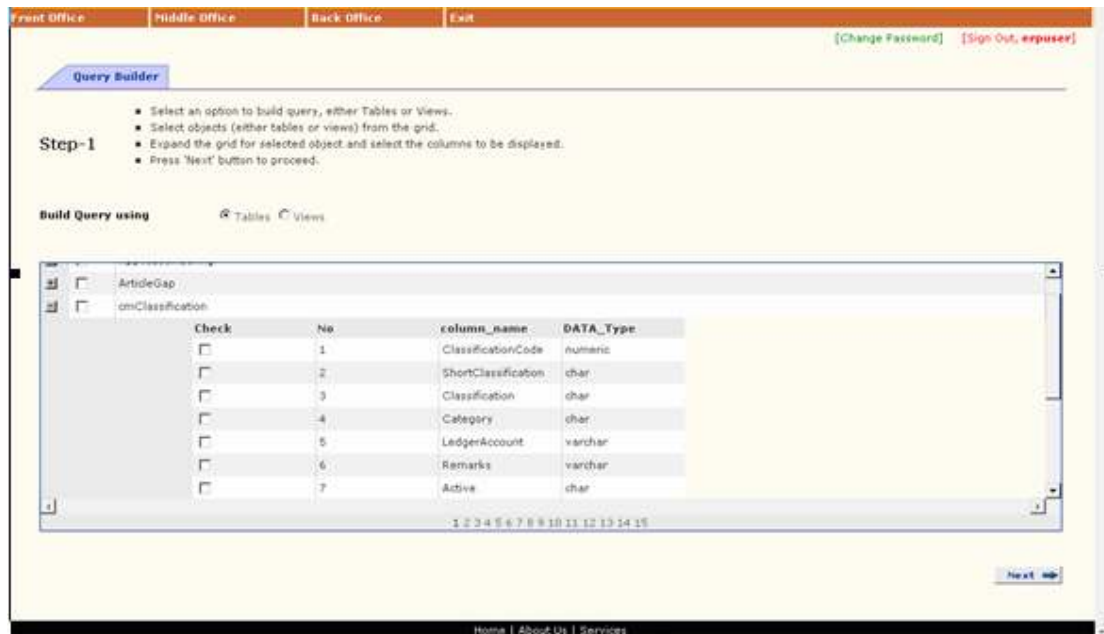 Front Office Middle Office Back Office Exit
[Change Password] [Sign Out, erpuser]
Query Builder
Step-1
▪ Select an option to build query, either Tables or Views.
▪ Select objects (either tables or views) from the grid.
▪ Expand the grid for selected object and select the columns to be displayed.
▪ Press 'Next' button to proceed.
Build Query using Tables Views
ArticleGap
cmClassification
Check No column_name DATA_Type
1 ClassificationCode numeric
2 ShortClassification char
3 Classification char
4 Category char
5 LedgerAccount varchar
6 Remarks varchar
7 Active char
1 2 3 4 5 6 7 8 9 10 11 12 13 14 15
Next
Home | About Us | Services